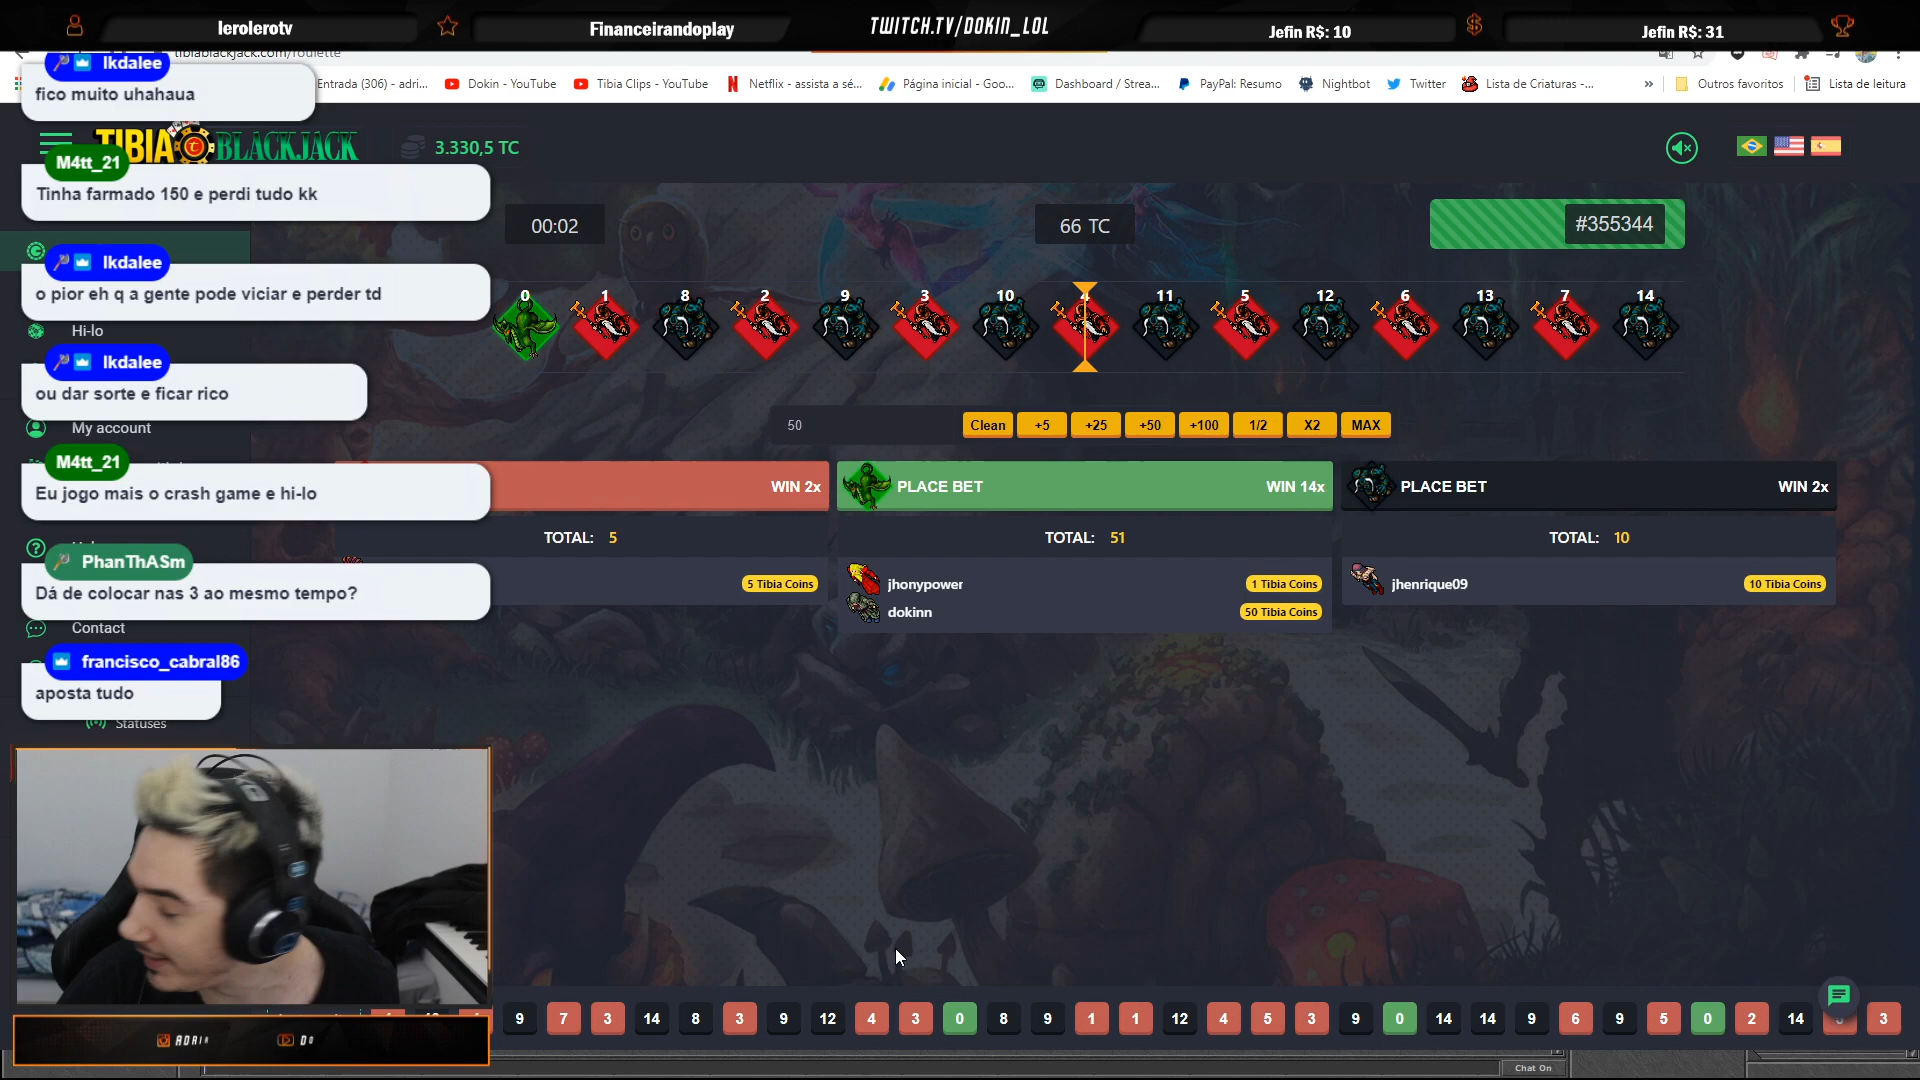 lerolerotv
Financeirandoplay
TWITCH.TV/DOKIN_LOL
Jefin R$: 10
Jefin R$: 31
tibiablackjack.com/roulette
Entrada (306) - adri...
Dokin - YouTube
Tibia Clips - YouTube
Netflix - assista a sé...
Página inicial - Goo...
Dashboard / Strea...
PayPal: Resumo
Nightbot
Twitter
Lista de Criaturas -...
»
Outros favoritos
Lista de leitura
lkdalee
fico muito uhahaua
TIBIA BLACKJACK
3.330,5 TC
M4tt_21
Tinha farmado 150 e perdi tudo kk
00:02
66 TC
#355344
lkdalee
o pior eh q a gente pode viciar e perder td
0 1 8 2 9 3 10 4 11 5 12 6 13 7 14
Hi-lo
lkdalee
ou dar sorte e ficar rico
My account
50
Clean
+5
+25
+50
+100
1/2
X2
MAX
M4tt_21
Eu jogo mais o crash game e hi-lo
WIN 2x
PLACE BET
WIN 14x
PLACE BET
WIN 2x
TOTAL: 5
TOTAL: 51
TOTAL: 10
PhanThASm
Dá de colocar nas 3 ao mesmo tempo?
5 Tibia Coins
jhonypower
1 Tibia Coins
dokinn
50 Tibia Coins
jhenrique09
10 Tibia Coins
Contact
francisco_cabral86
aposta tudo
Statuses
9 7 3 14 8 3 9 12 4 3 0 8 9 1 1 12 4 5 3 9 0 14 14 9 6 9 5 0 2 14 3
ADRIA
DO
Chat On